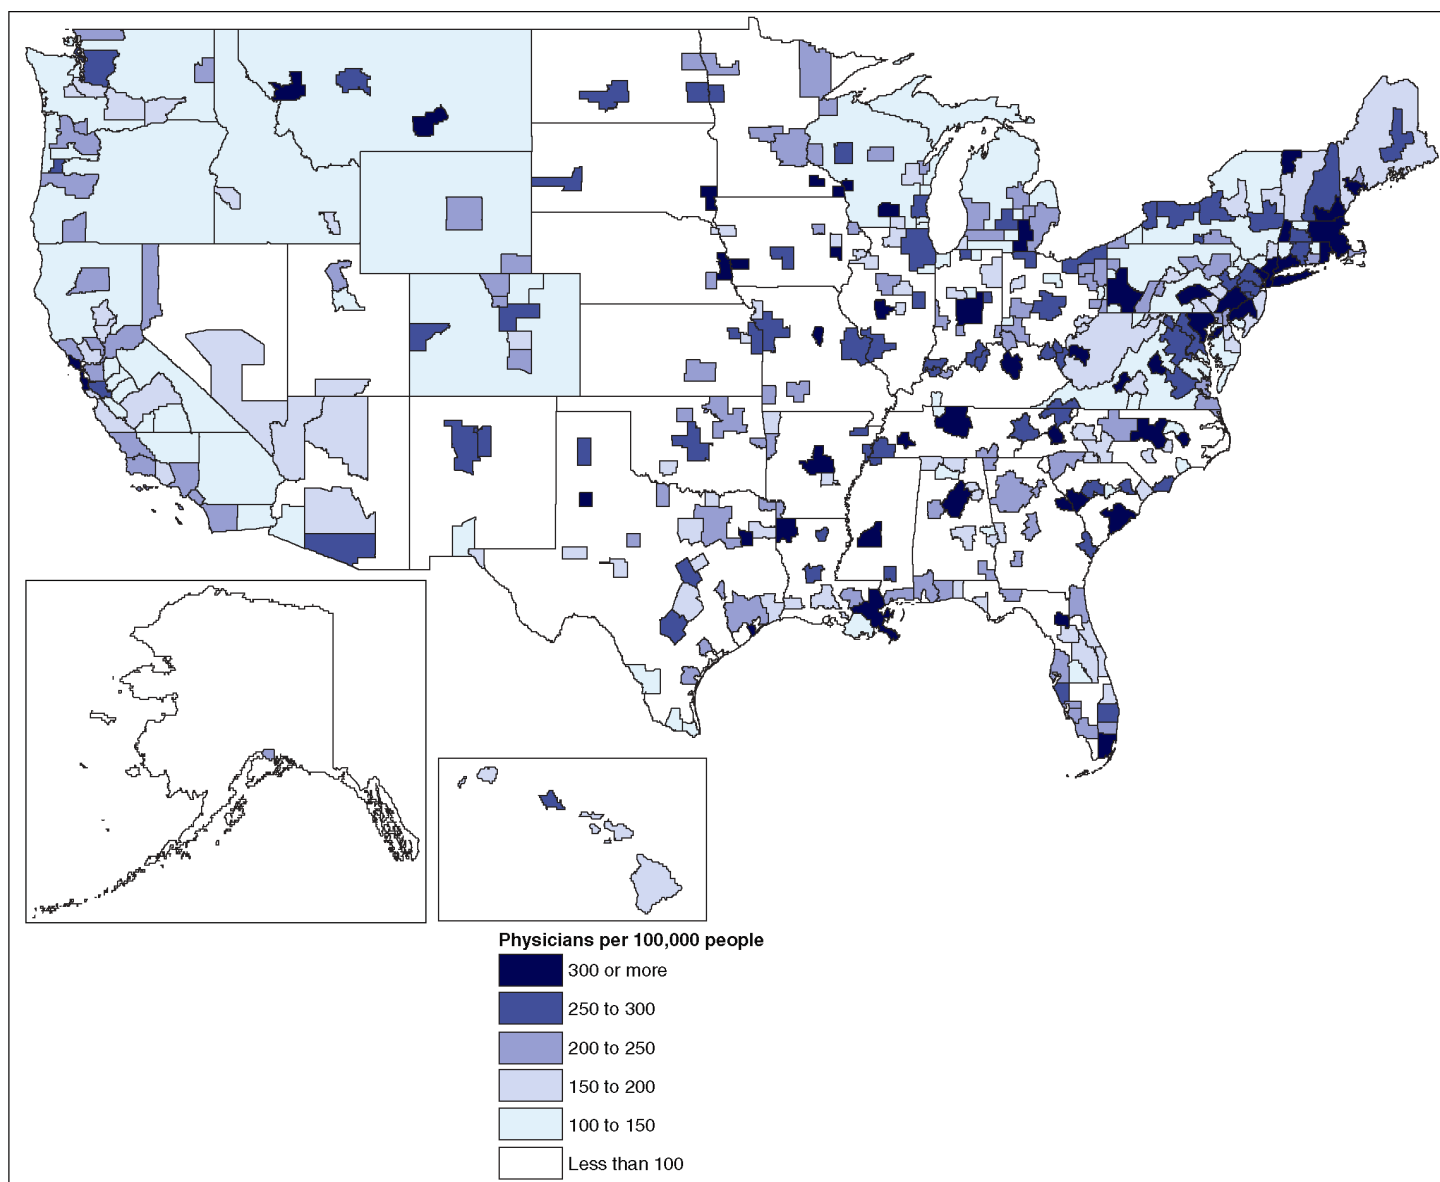 Physicians per 100,000 people
300 or more
250 to 300
200 to 250
150 to 200
100 to 150
Less than 100